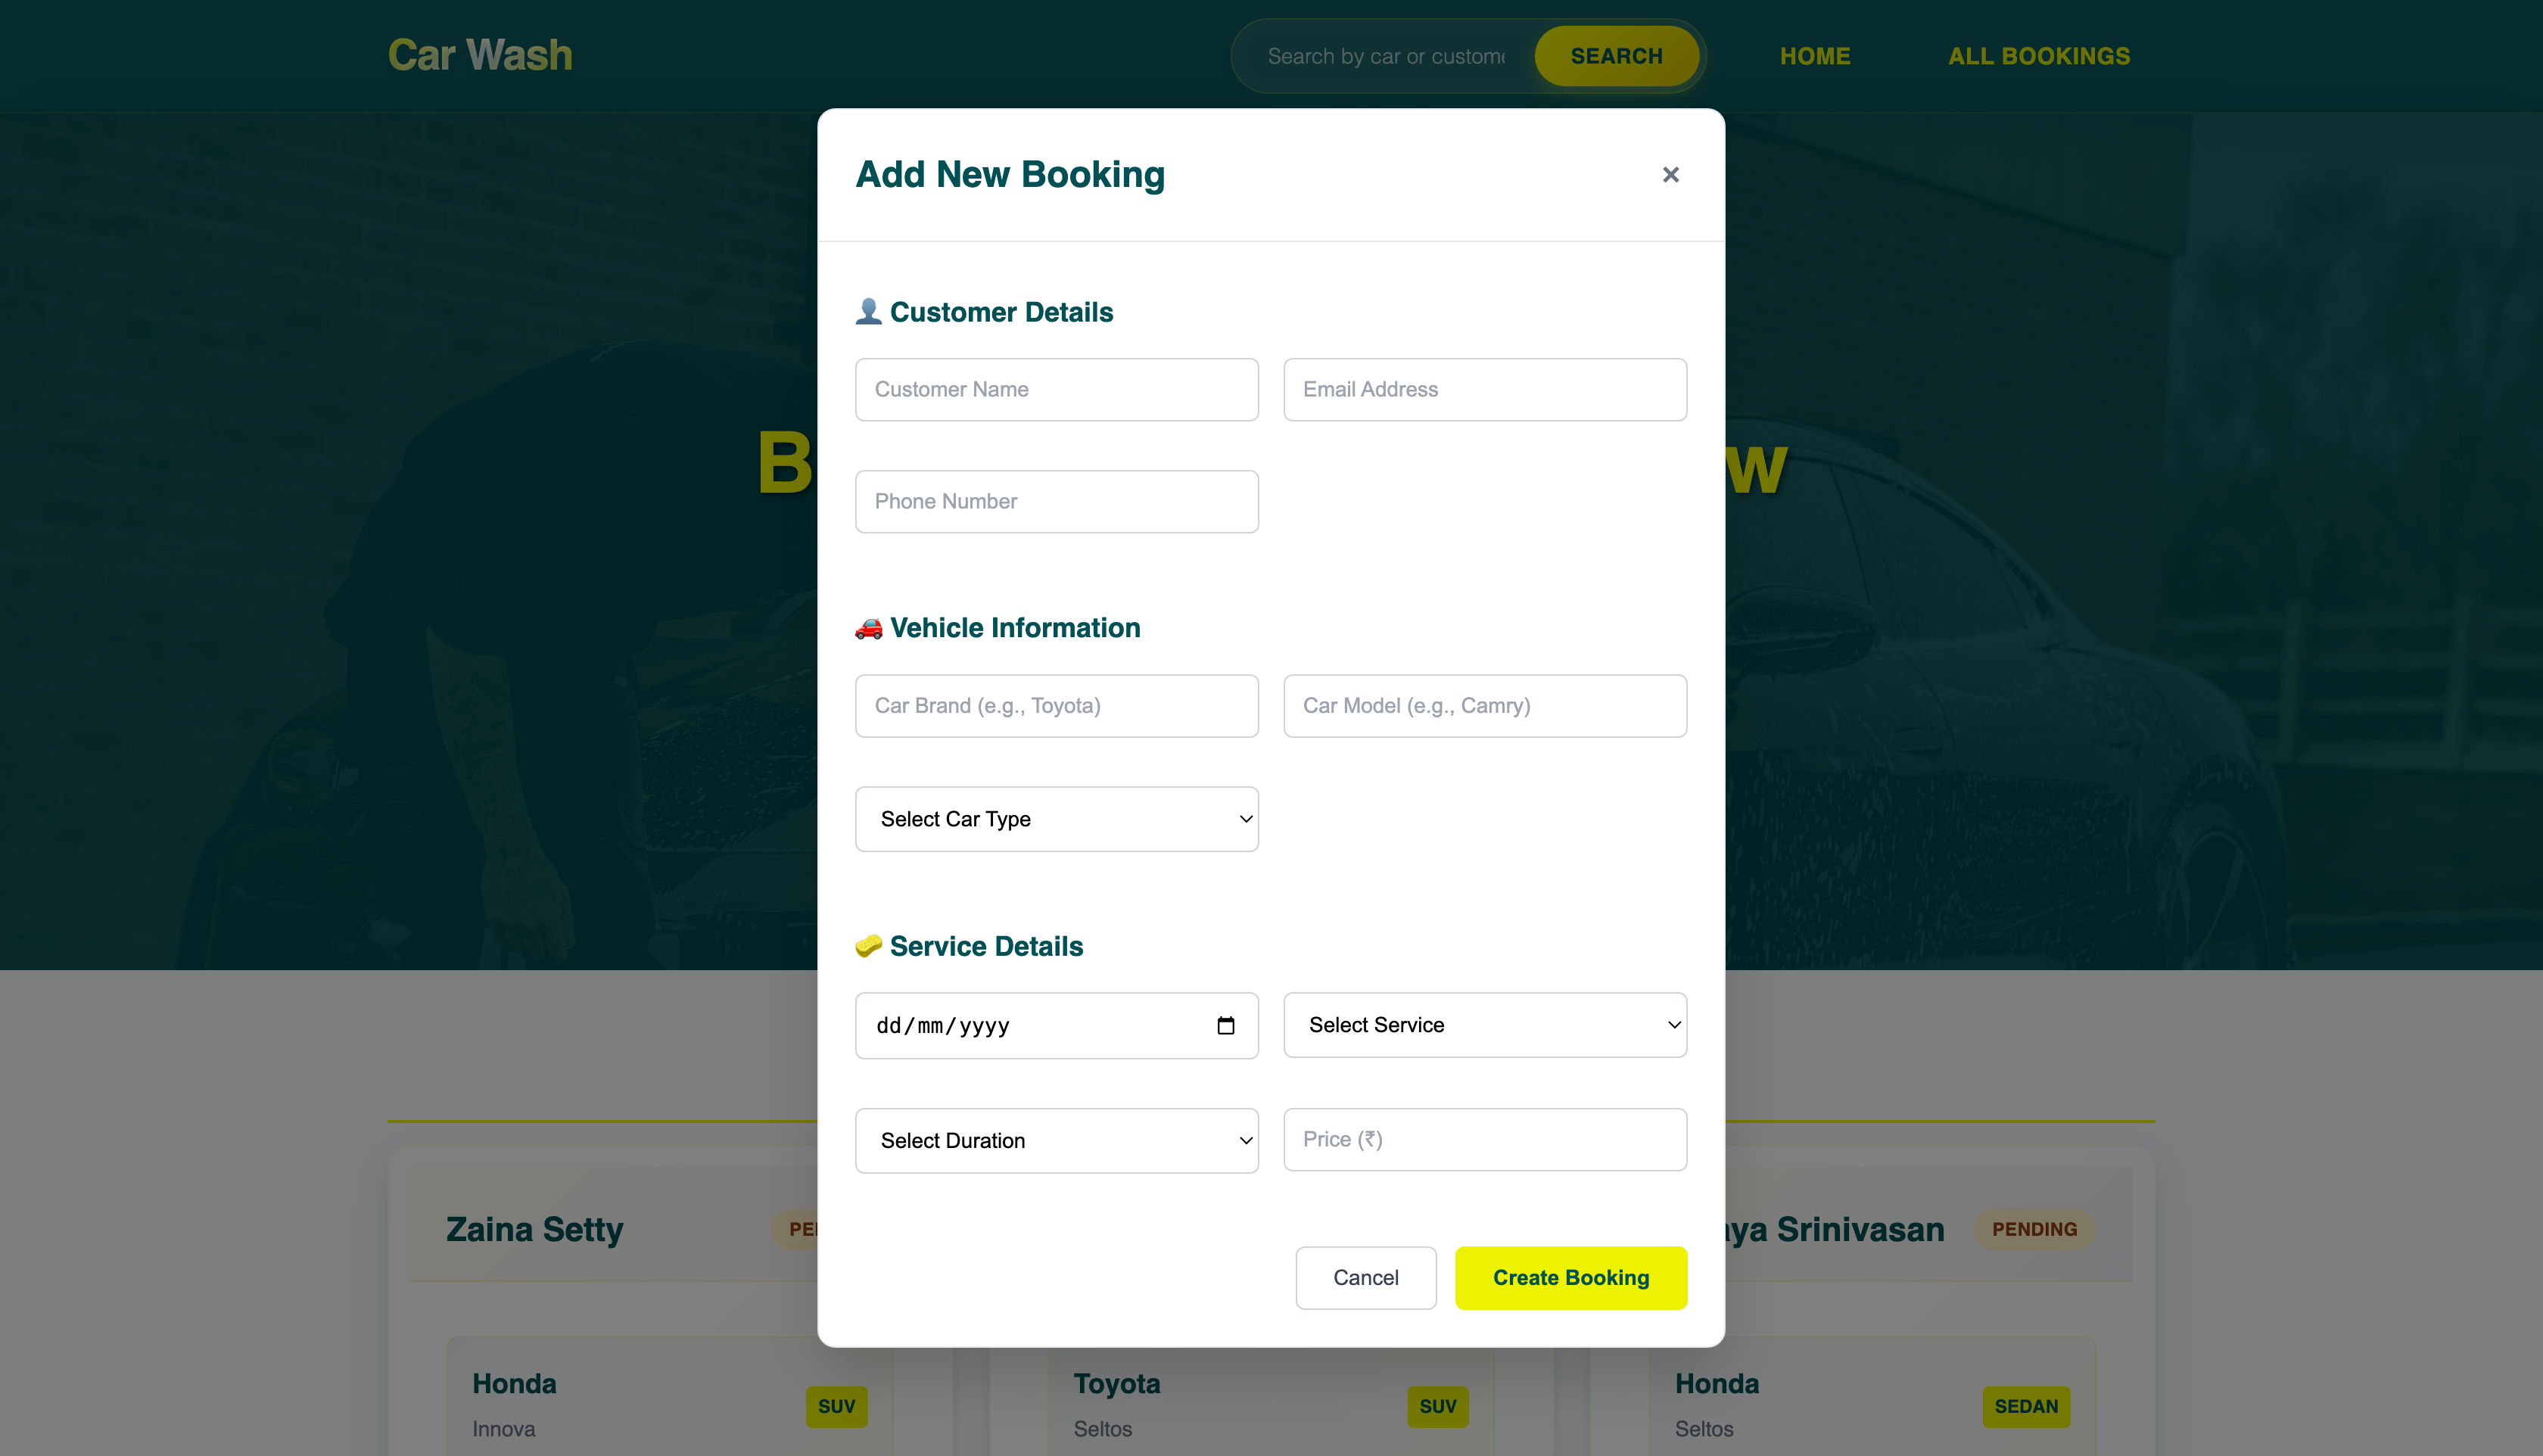 Car Wash
Search by car or custome
SEARCH
HOME
ALL BOOKINGS
Add New Booking
×
Customer Details
Customer Name
Email Address
Phone Number
B
w
Vehicle Information
Car Brand (e.g., Toyota)
Car Model (e.g., Camry)
Select Car Type
Service Details
dd/mm/yyyy
Select Service
Select Duration
Price (₹)
Cancel
Create Booking
Zaina Setty
PE
aya Srinivasan
PENDING
Honda
SUV
Innova
Toyota
SUV
Seltos
Honda
SEDAN
Seltos